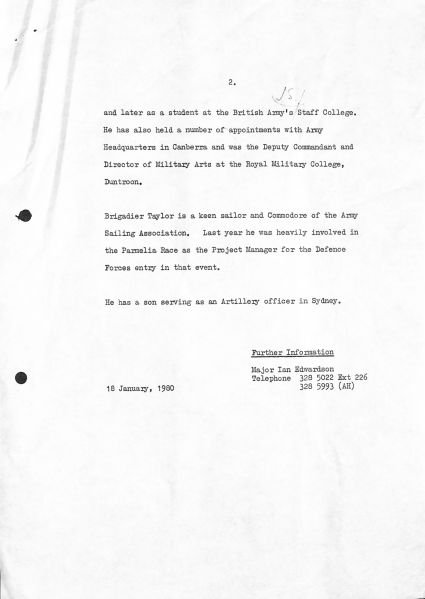 2.
and later as a student at the British Army's Staff College.
He has also held a number of appointments with Army
Headquarters in Canberra and was the Deputy Commandant and
Director of Military Arts at the Royal Military College,
Duntroon.
Brigadier Taylor is a keen sailor and Commodore of the Army
Sailing Association. Last year he was heavily involved in
the Parmelia Race as the Project Manager for the Defence
Forces entry in that event.
He has a son serving as an Artillery officer in Sydney.
Further Information
Major Ian Edwardson
Telephone 328 5022 Ext 226
328 5993 (AH)
18 January, 1980